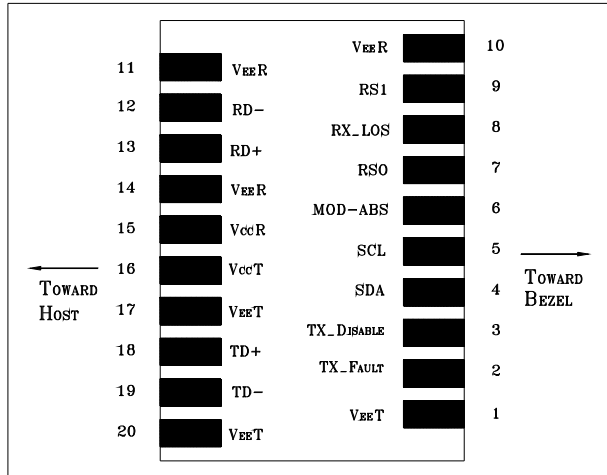 11 VEER
12 RD-
13 RD+
14 VEER
15 VCCR
16 VCCT
17 VEET
18 TD+
19 TD-
20 VEET
TOWARD
HOST
VEER 10
RS1 9
RX_LOS 8
RS0 7
MOD-ABS 6
SCL 5
SDA 4
TX_DISABLE 3
TX_FAULT 2
VEET 1
TOWARD
BEZEL